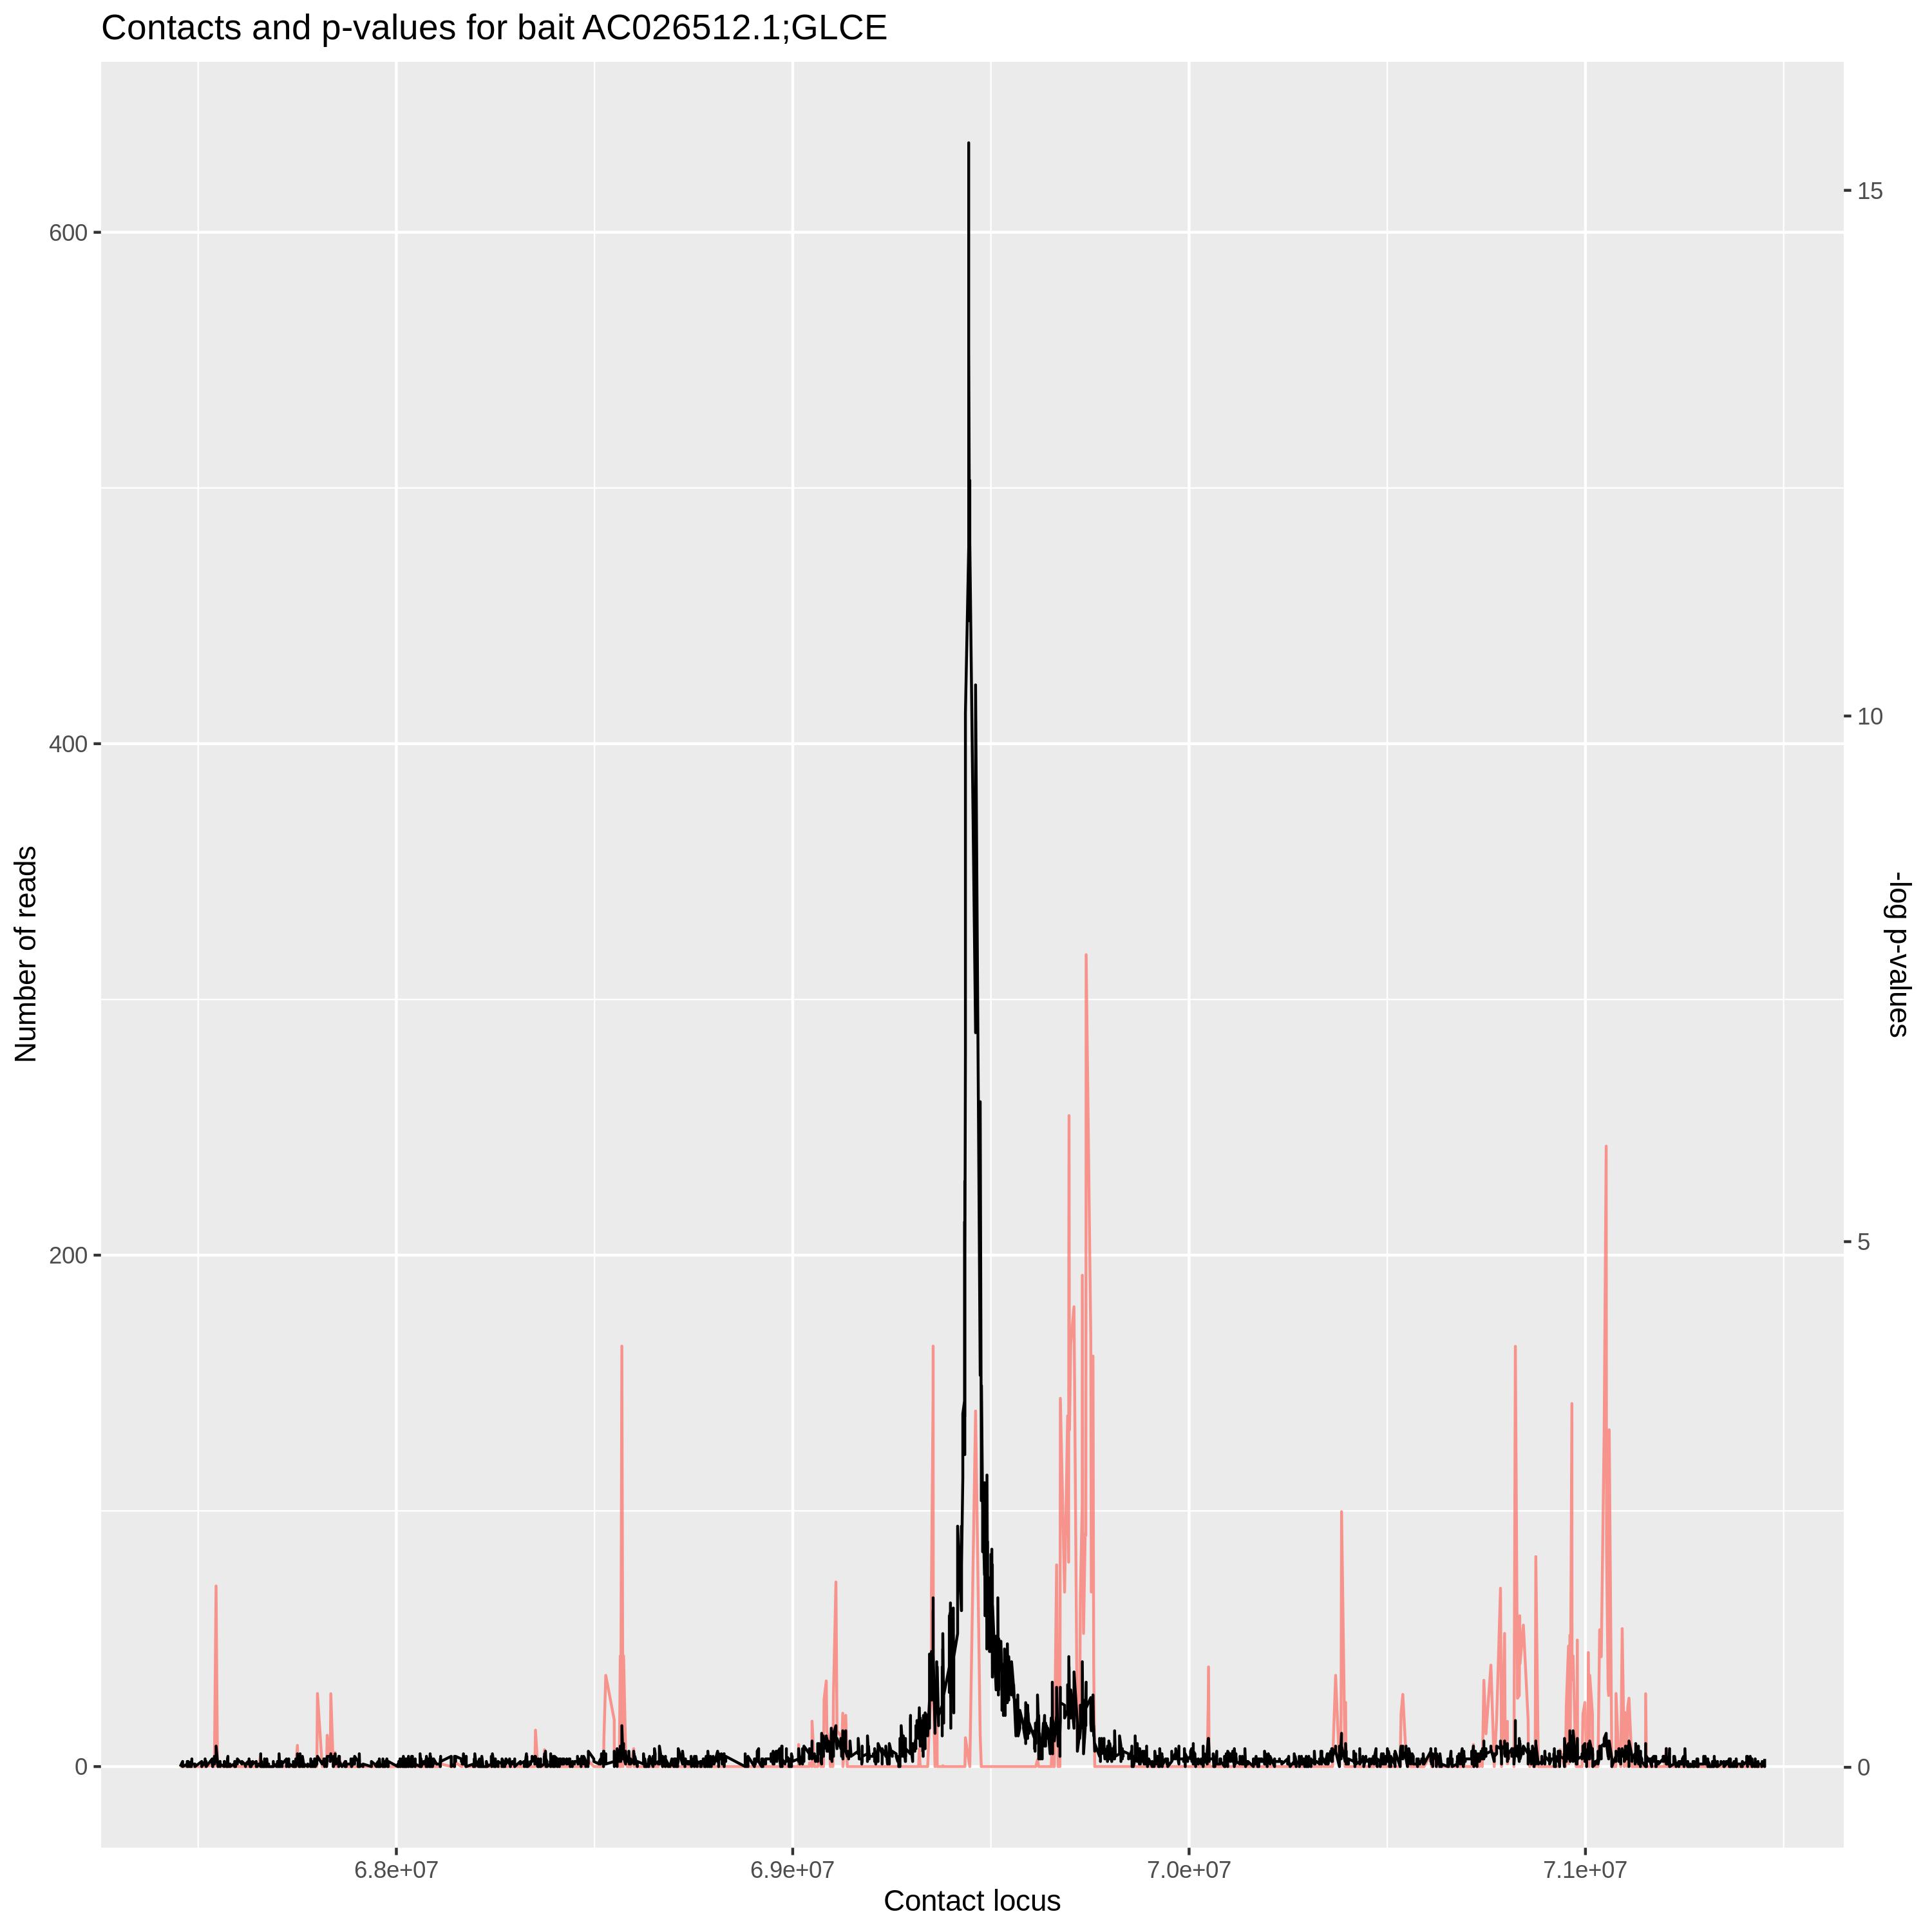 Contacts and p-values for bait AC026512.1;GLCE
600
400
200
0
Number of reads
15
10
5
0
-log p-values
6.8e+07
6.9e+07
7.0e+07
7.1e+07
Contact locus